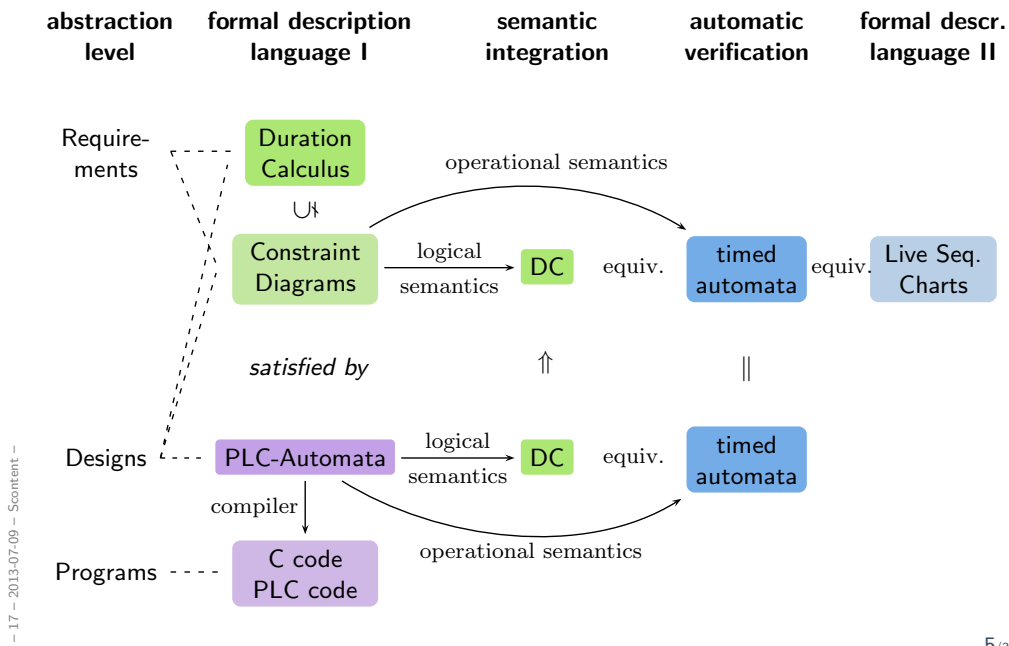 abstraction
level
formal description
language I
semantic
integration
automatic
verification
formal descr.
language II
Require-
ments
Duration
Calculus
operational semantics
Constraint
Diagrams
logical
semantics
DC
equiv.
timed
automata
equiv.
Live Seq.
Charts
satisfied by
⇑
||
Designs
PLC-Automata
logical
semantics
DC
equiv.
timed
automata
compiler
operational semantics
Programs
C code
PLC code
– 17 – 2013-07-09 – Scontent –
5